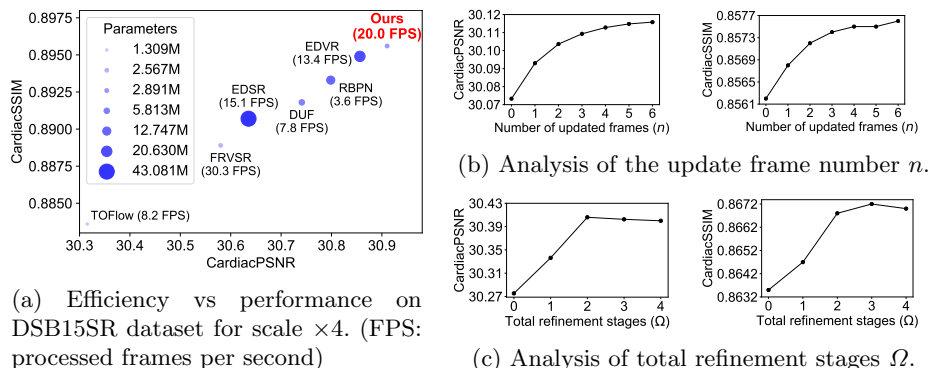 0.8975
0.8950
0.8925
0.8900
0.8875
0.8850
CardiacSSIM
Parameters
1.309M
2.567M
2.891M
5.813M
12.747M
20.630M
43.081M
Ours
(20.0 FPS)
EDVR
(13.4 FPS)
RBPN
(3.6 FPS)
EDSR
(15.1 FPS)
DUF
(7.8 FPS)
FRVSR
(30.3 FPS)
TOFlow (8.2 FPS)
30.3 30.4 30.5 30.6 30.7 30.8 30.9
CardiacPSNR
(a) Efficiency vs performance on
DSB15SR dataset for scale ×4. (FPS:
processed frames per second)
CardiacPSNR
30.12
30.11
30.10
30.08
30.07
0 1 2 3 4 5 6
Number of updated frames (n)
CardiacSSIM
0.8577
0.8573
0.8569
0.8565
0.8561
0 1 2 3 4 5 6
Number of updated frames (n)
(b) Analysis of the update frame number n.
CardiacPSNR
30.43
30.39
30.35
30.31
30.27
0 1 2 3 4
Total refinement stages (Ω)
CardiacSSIM
0.8672
0.8662
0.8652
0.8642
0.8632
0 1 2 3 4
Total refinement stages (Ω)
(c) Analysis of total refinement stages Ω.